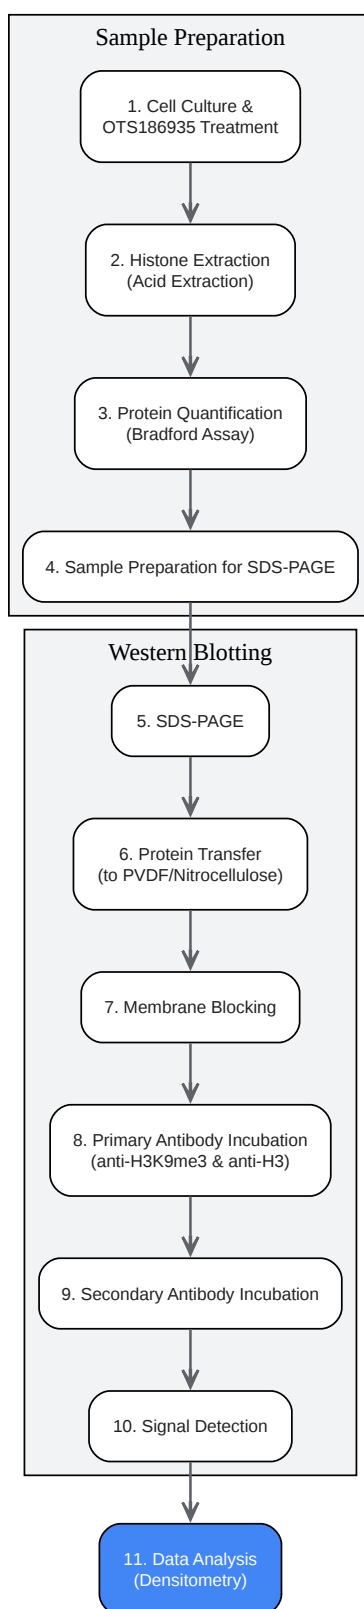 Sample Preparation
1. Cell Culture &
OTS186935 Treatment
2. Histone Extraction
(Acid Extraction)
3. Protein Quantification
(Bradford Assay)
4. Sample Preparation for SDS-PAGE
Western Blotting
5. SDS-PAGE
6. Protein Transfer
(to PVDF/Nitrocellulose)
7. Membrane Blocking
8. Primary Antibody Incubation
(anti-H3K9me3 & anti-H3)
9. Secondary Antibody Incubation
10. Signal Detection
11. Data Analysis
(Densitometry)